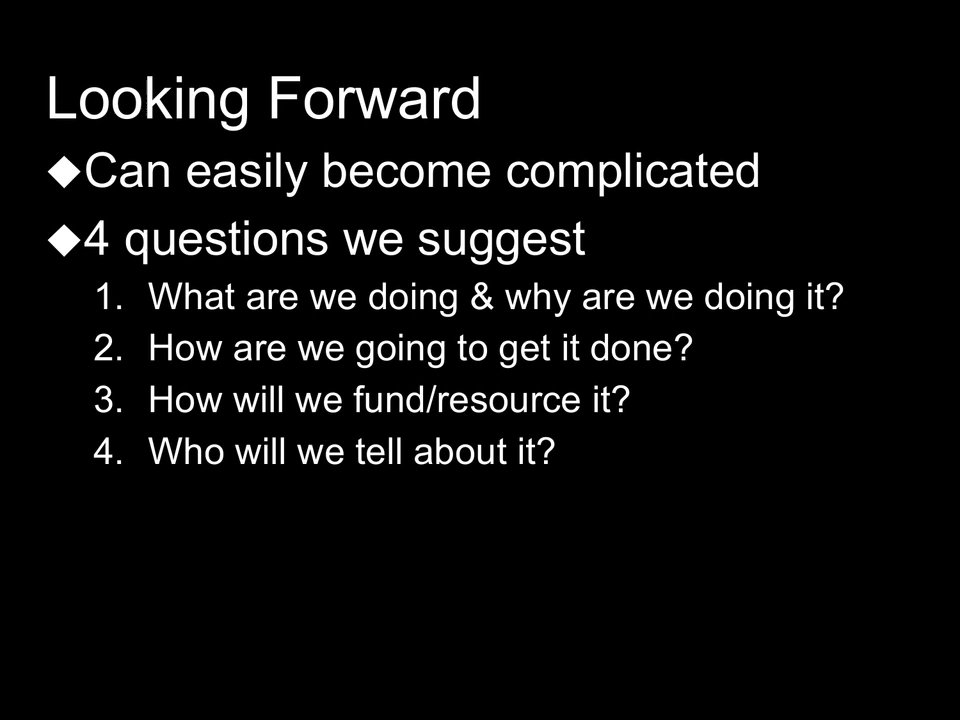 Looking Forward
◆ Can easily become complicated
◆ 4 questions we suggest
1. What are we doing & why are we doing it?
2. How are we going to get it done?
3. How will we fund/resource it?
4. Who will we tell about it?